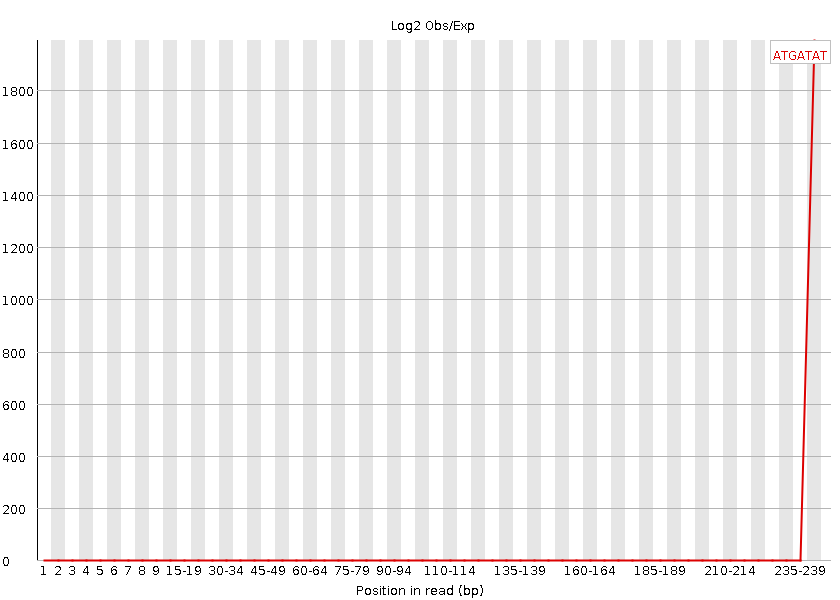 Log2 Obs/Exp
ATGATAT
1800
1600
1400
1200
1000
800
600
400
200
0
1 2 3 4 5 6 7 8 9 15-19 30-34 45-49 60-64 75-79 90-94 110-114 135-139 160-164 185-189 210-214 235-239
Position in read (bp)